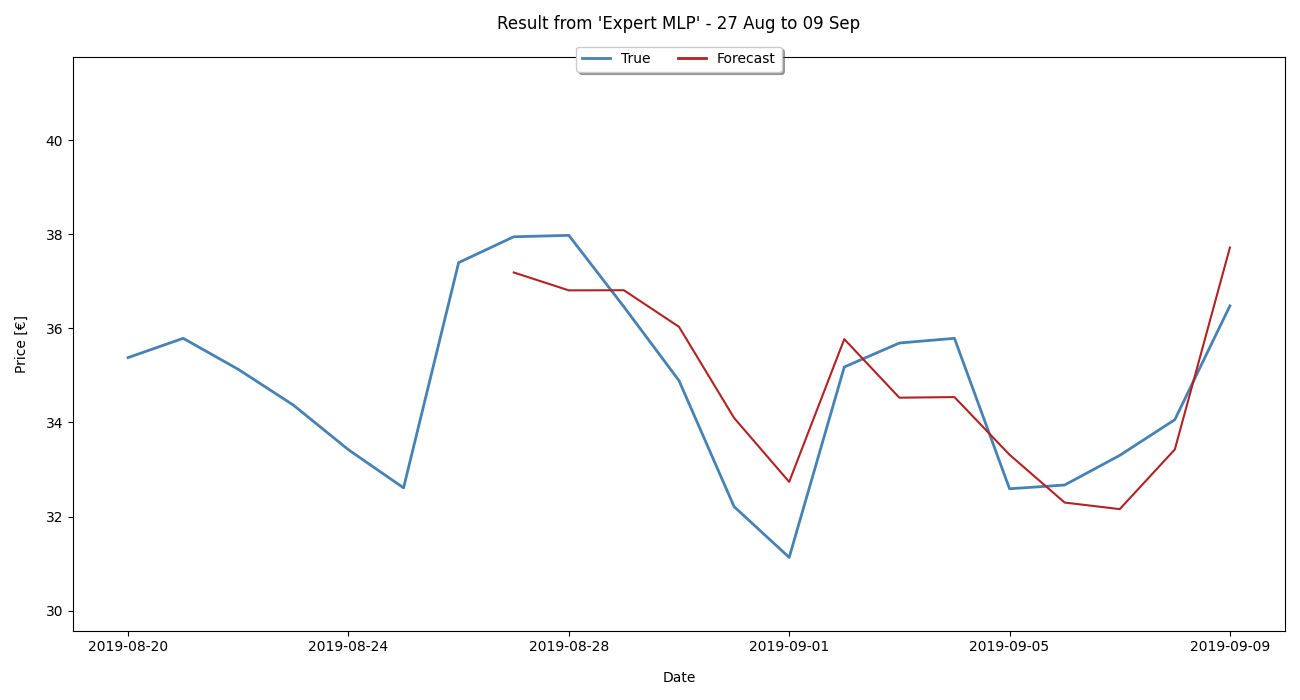 Result from 'Expert MLP' - 27 Aug to 09 Sep
True Forecast
40
38
36
34
32
30
Price [€]
2019-08-20 2019-08-24 2019-08-28 2019-09-01 2019-09-05 2019-09-09
Date